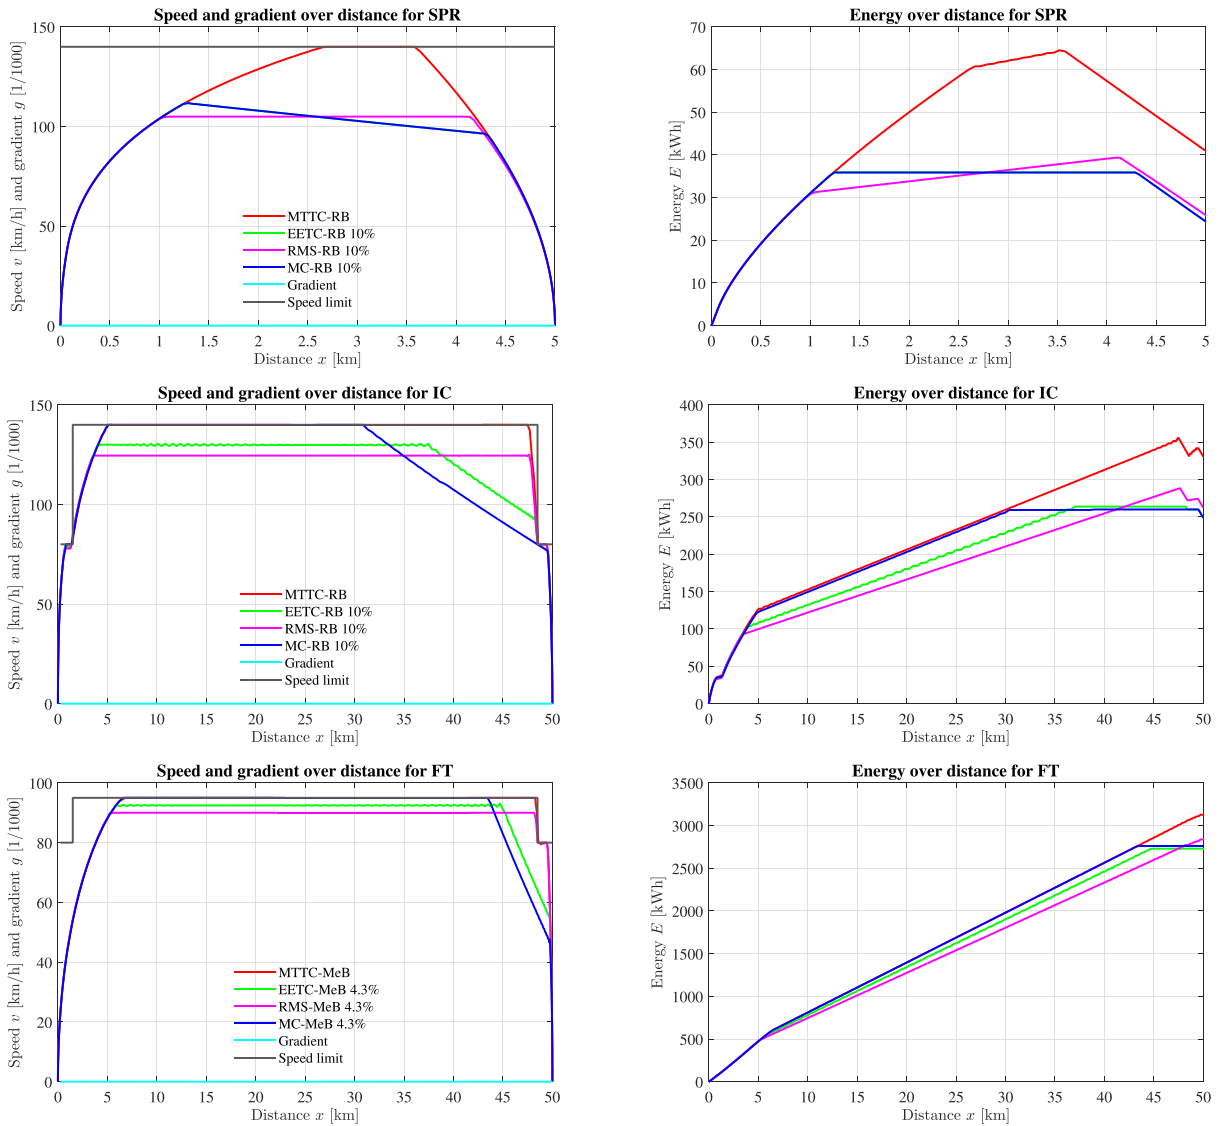 Speed and gradient over distance for SPR
Speed v [km/h] and gradient g [1/1000]
150
100
50
0
MTTC-RB
EETC-RB 10%
RMS-RB 10%
MC-RB 10%
Gradient
Speed limit
0 0.5 1 1.5 2 2.5 3 3.5 4 4.5 5
Distance x [km]
Energy over distance for SPR
Energy E [kWh]
70
60
50
40
30
20
10
0
0 0.5 1 1.5 2 2.5 3 3.5 4 4.5 5
Distance x [km]
Speed and gradient over distance for IC
Speed v [km/h] and gradient g [1/1000]
150
100
50
0
MTTC-RB
EETC-RB 10%
RMS-RB 10%
MC-RB 10%
Gradient
Speed limit
0 5 10 15 20 25 30 35 40 45 50
Distance x [km]
Energy over distance for IC
Energy E [kWh]
400
350
300
250
200
150
100
50
0
0 5 10 15 20 25 30 35 40 45 50
Distance x [km]
Speed and gradient over distance for FT
Speed v [km/h] and gradient g [1/1000]
100
80
60
40
20
0
MTTC-MeB
EETC-MeB 4.3%
RMS-MeB 4.3%
MC-MeB 4.3%
Gradient
Speed limit
0 5 10 15 20 25 30 35 40 45 50
Distance x [km]
Energy over distance for FT
Energy E [kWh]
3500
3000
2500
2000
1500
1000
500
0
0 5 10 15 20 25 30 35 40 45 50
Distance x [km]